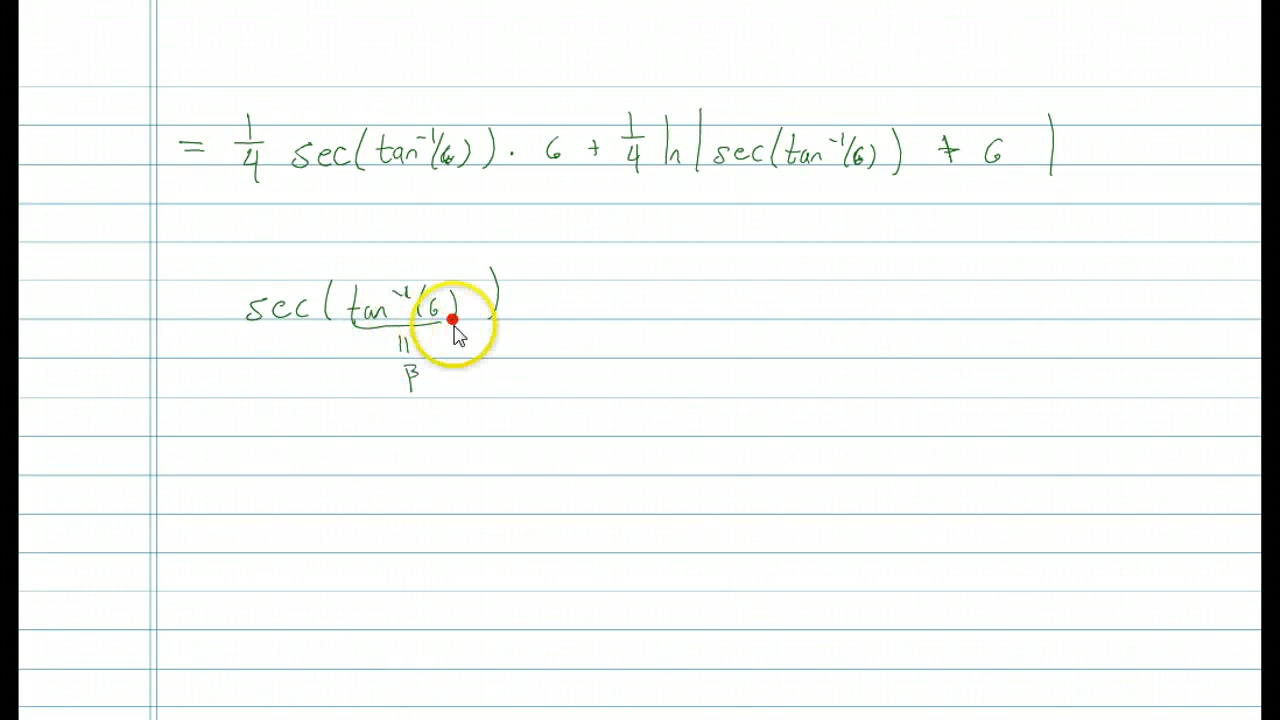 = 1/4 sec(tan⁻¹(6)) · 6 + 1/4 ln|sec(tan⁻¹(6)) + 6|
sec(tan⁻¹(6))
=
β